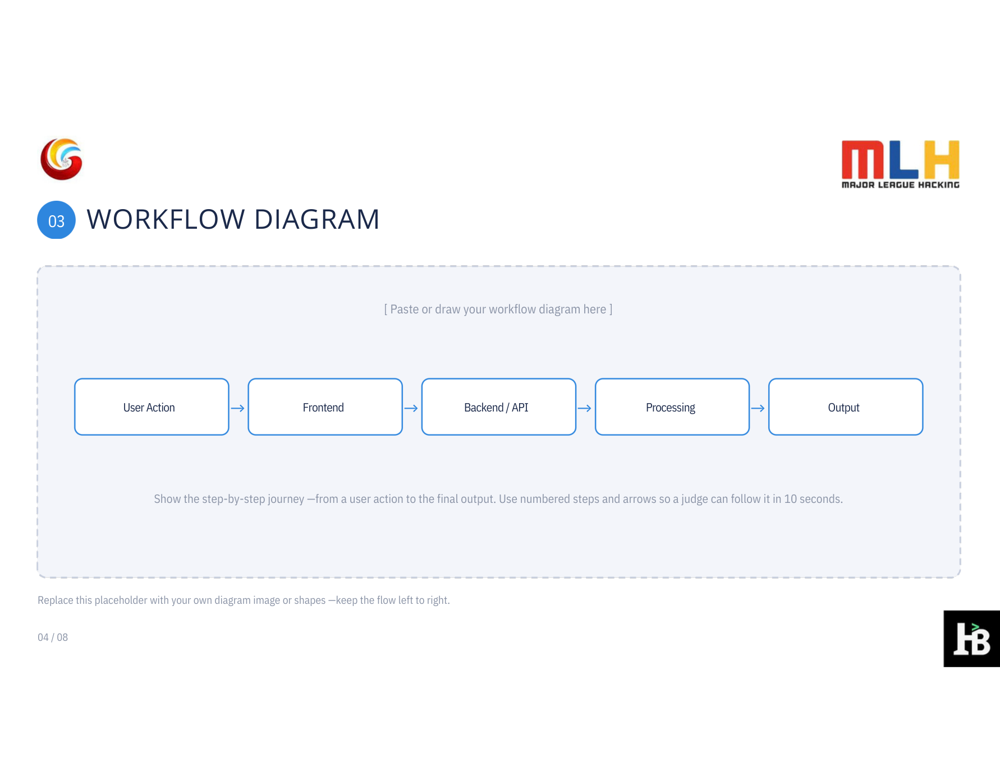 MLH
MAJOR LEAGUE HACKING
03 WORKFLOW DIAGRAM
[ Paste or draw your workflow diagram here ]
User Action → Frontend → Backend / API → Processing → Output
Show the step-by-step journey —from a user action to the final output. Use numbered steps and arrows so a judge can follow it in 10 seconds.
Replace this placeholder with your own diagram image or shapes —keep the flow left to right.
04 / 08
H>B